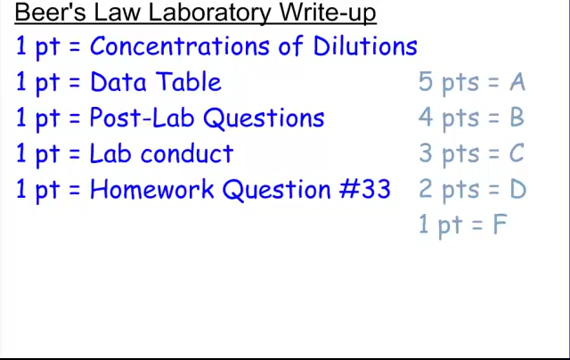 Beer's Law Laboratory Write-up
1 pt = Concentrations of Dilutions
1 pt = Data Table
1 pt = Post-Lab Questions
1 pt = Lab conduct
1 pt = Homework Question #33
5 pts = A
4 pts = B
3 pts = C
2 pts = D
1 pt = F